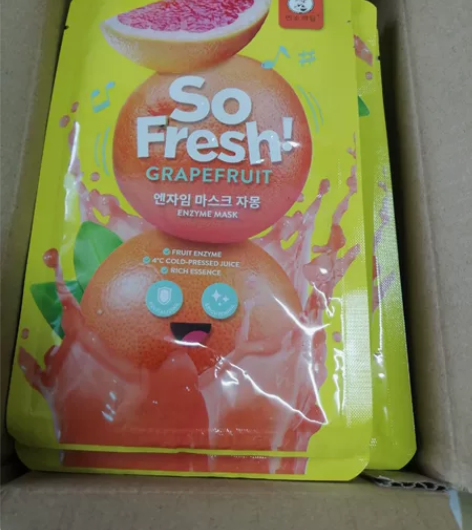 So
Fresh!
GRAPEFRUIT
엔자임 마스크 자몽
ENZYME MASK
FRUIT ENZYME
4°C COLD-PRESSED JUICE
RICH ESSENCE